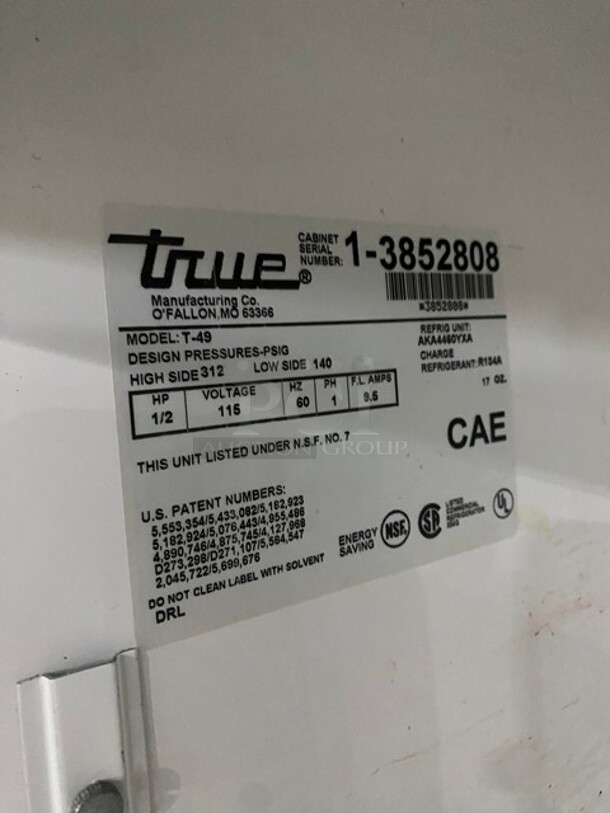 true®
Manufacturing Co.
O'FALLON, MO 63366
CABINET
SERIAL
NUMBER: 1-3852808
*3852808*
MODEL: T-49
DESIGN PRESSURES-PSIG
HIGH SIDE 312 LOW SIDE 140
REFRIG UNIT:
AKA4460YXA
CHARGE
REFRIGERANT: R134A
17 OZ.
HP VOLTAGE HZ PH F.L. AMPS
1/2 115 60 1 9.5
THIS UNIT LISTED UNDER N.S.F. NO. 7
CAE
U.S. PATENT NUMBERS:
5,553,354/5,433,082/5,182,923
5,182,924/5,076,443/4,955,486
4,890,746/4,875,745/4,127,968
D273,298/D271,107/5,584,547
2,045,722/5,699,676
DO NOT CLEAN LABEL WITH SOLVENT
DRL
ENERGY
SAVING
NSF
SA
LISTED
COMMERCIAL
REFRIGERATOR
UL
AUCTION GROUP